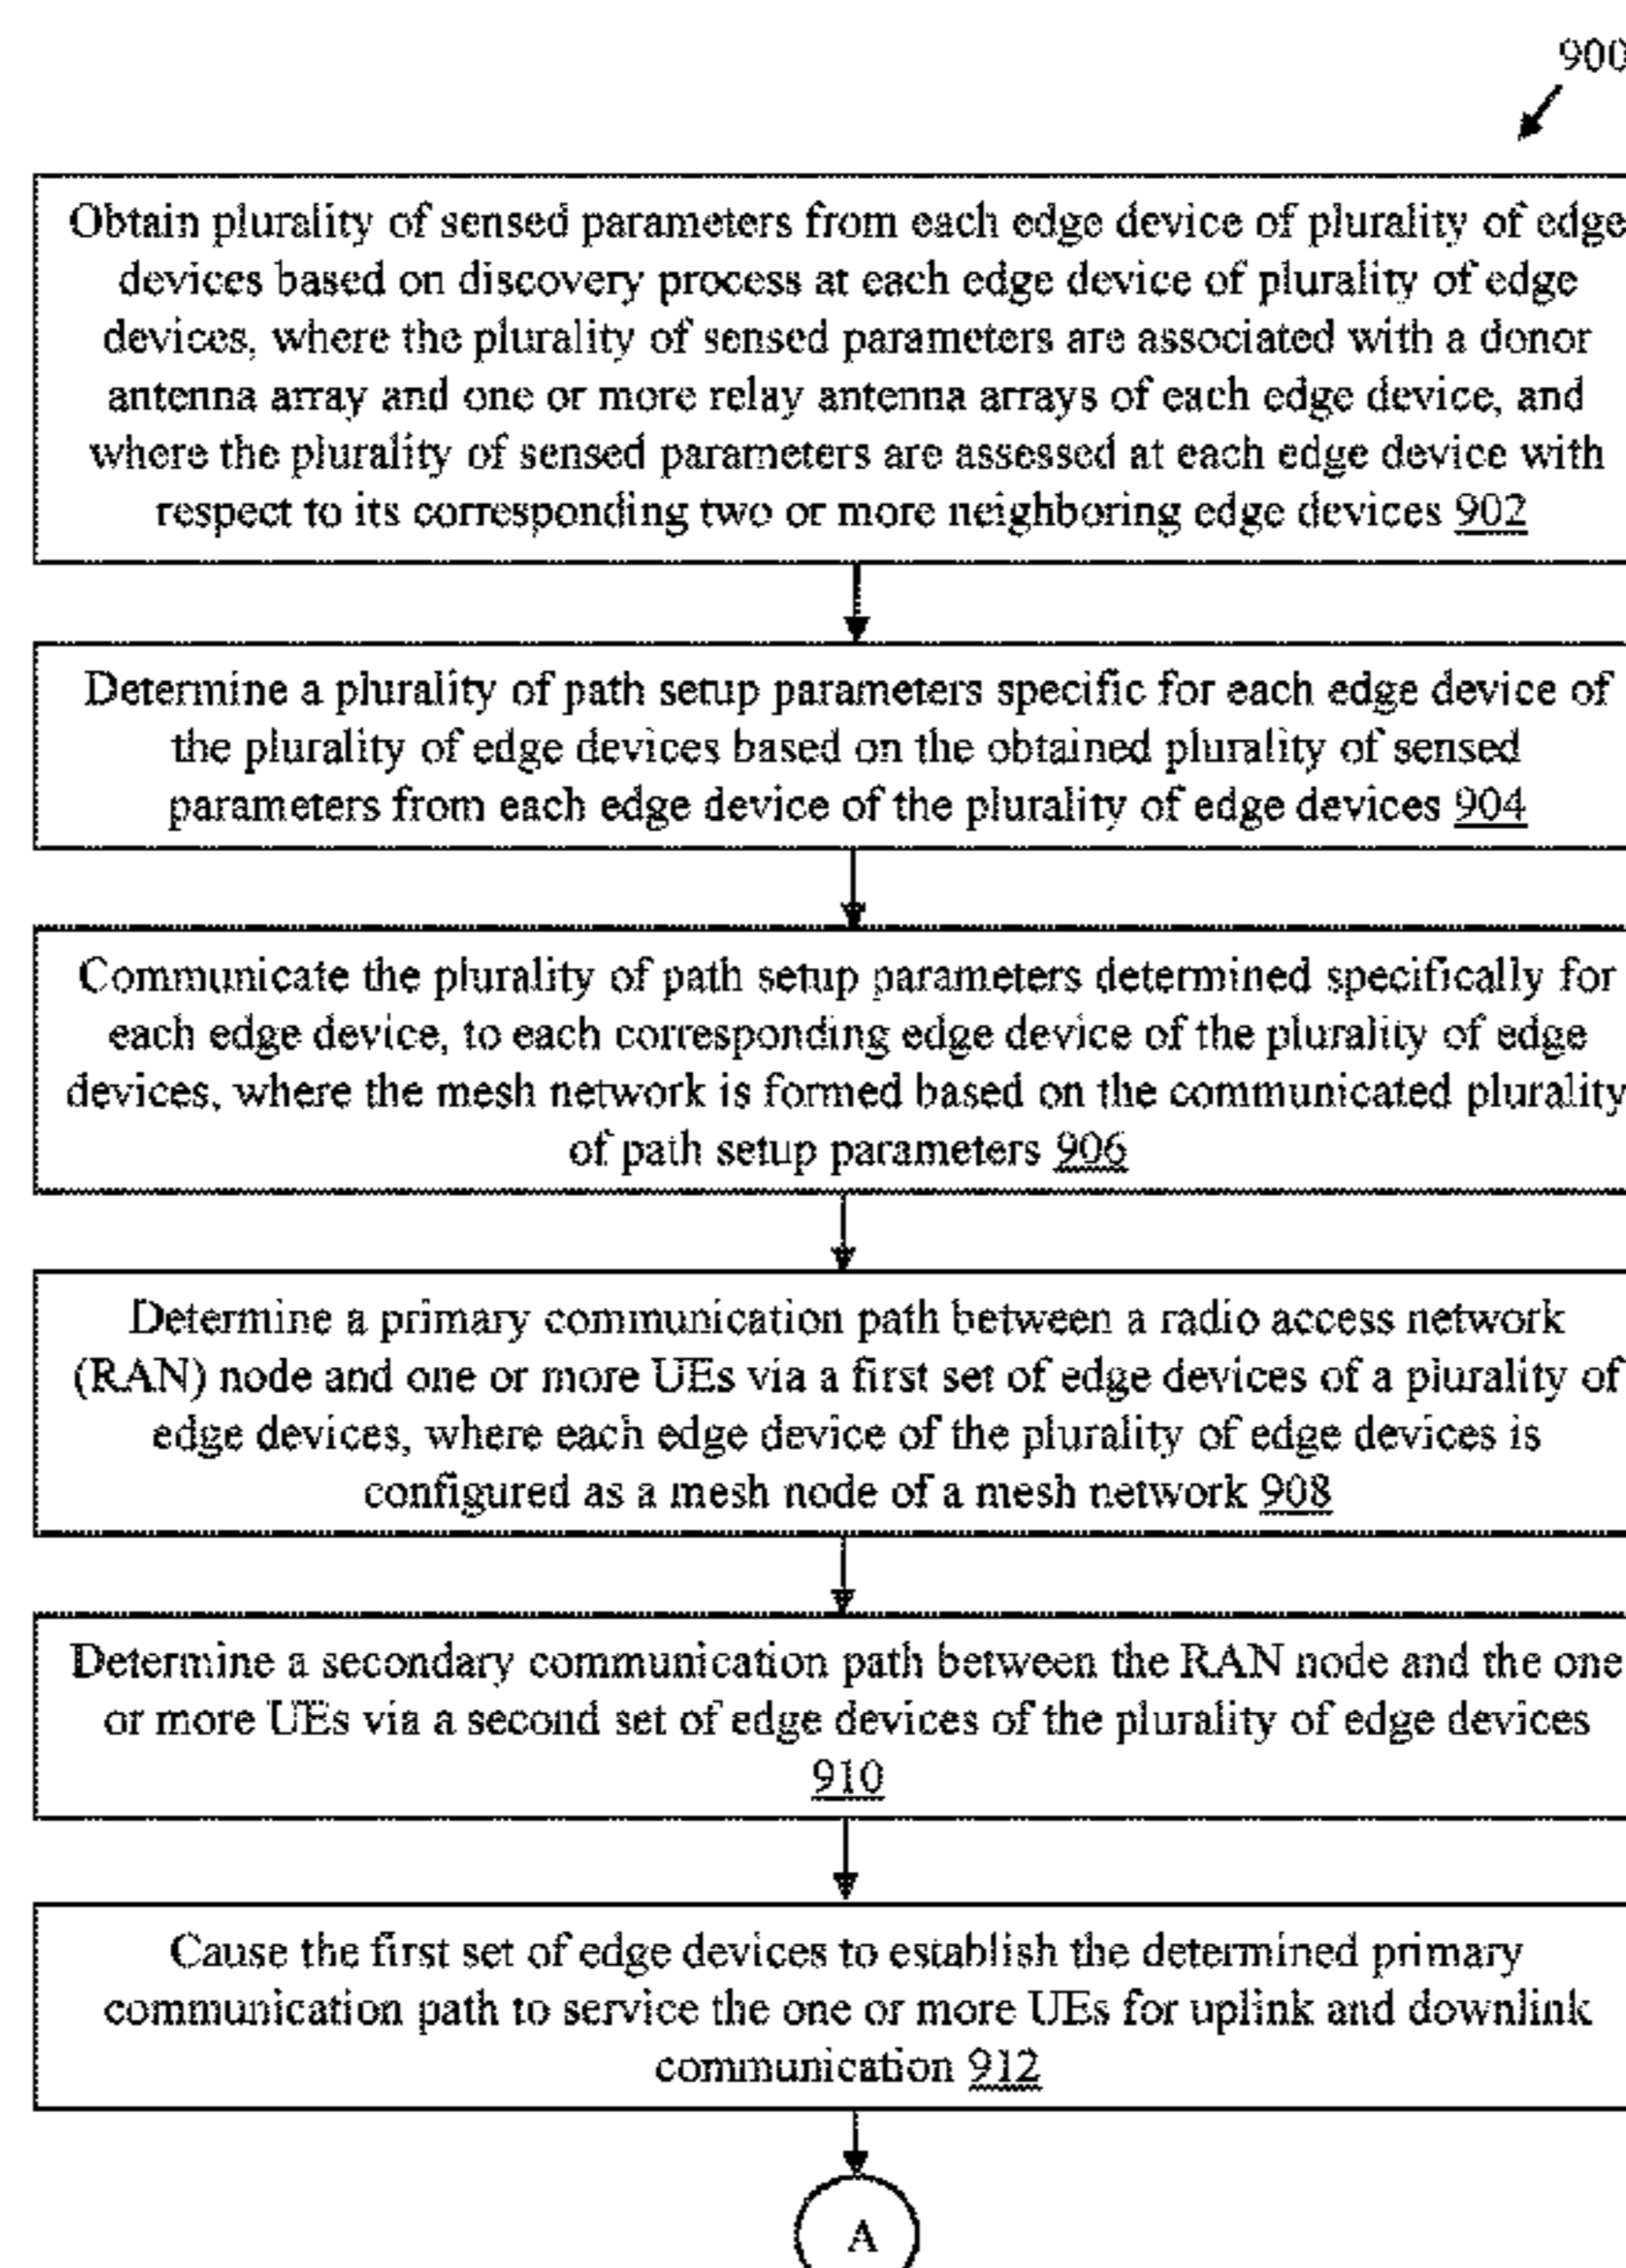 900
Obtain plurality of sensed parameters from each edge device of plurality of edge
devices based on discovery process at each edge device of plurality of edge
devices, where the plurality of sensed parameters are associated with a donor
antenna array and one or more relay antenna arrays of each edge device, and
where the plurality of sensed parameters are assessed at each edge device with
respect to its corresponding two or more neighboring edge devices 902
Determine a plurality of path setup parameters specific for each edge device of
the plurality of edge devices based on the obtained plurality of sensed
parameters from each edge device of the plurality of edge devices 904
Communicate the plurality of path setup parameters determined specifically for
each edge device, to each corresponding edge device of the plurality of edge
devices, where the mesh network is formed based on the communicated plurality
of path setup parameters 906
Determine a primary communication path between a radio access network
(RAN) node and one or more UEs via a first set of edge devices of a plurality of
edge devices, where each edge device of the plurality of edge devices is
configured as a mesh node of a mesh network 908
Determine a secondary communication path between the RAN node and the one
or more UEs via a second set of edge devices of the plurality of edge devices
910
Cause the first set of edge devices to establish the determined primary
communication path to service the one or more UEs for uplink and downlink
communication 912
A